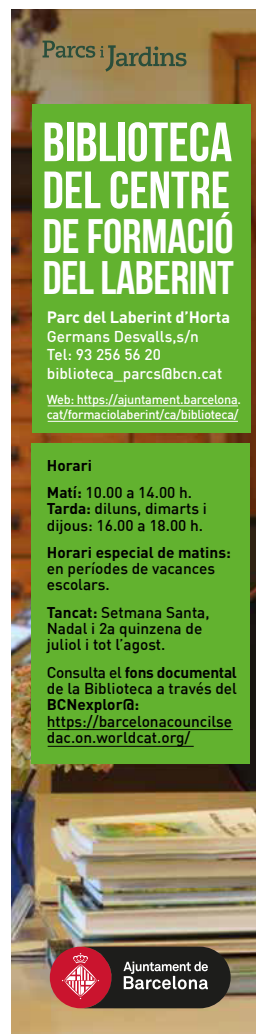 Parcs i Jardins
BIBLIOTECA
DEL CENTRE
DE FORMACIÓ
DEL LABERINT
Parc del Laberint d'Horta
Germans Desvalls,s/n
Tel: 93 256 56 20
biblioteca_parcs@bcn.cat
Web: https://ajuntament.barcelona.
cat/formaciolaberint/ca/biblioteca/
Horari
Matí: 10.00 a 14.00 h.
Tarda: diluns, dimarts i
dijous: 16.00 a 18.00 h.
Horari especial de matins:
en períodes de vacances
escolars.
Tancat: Setmana Santa,
Nadal i 2a quinzena de
juliol i tot l'agost.
Consulta el fons documental
de la Biblioteca a través del
BCNexplor@:
https://barcelonacouncilse
dac.on.worldcat.org/
Ajuntament de
Barcelona